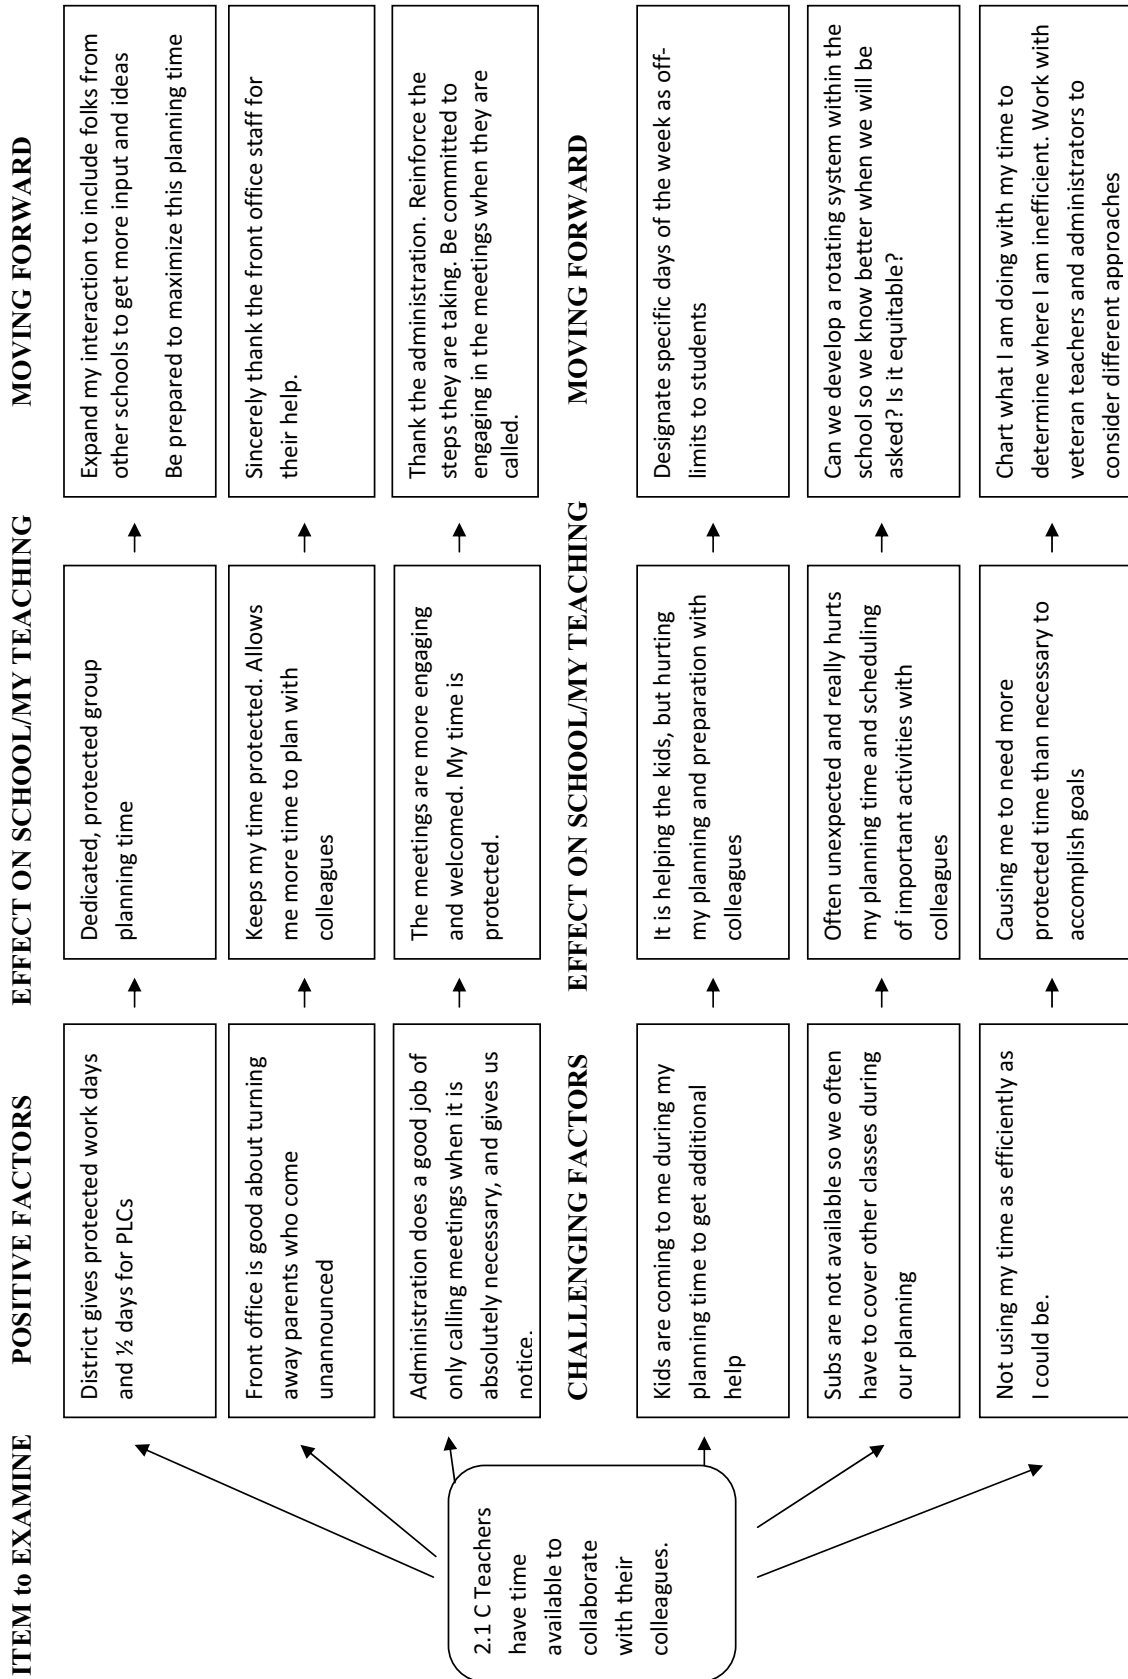 ITEM to EXAMINE
POSITIVE FACTORS
EFFECT ON SCHOOL/MY TEACHING
MOVING FORWARD
2.1 C Teachers
have time
available to
collaborate
with their
colleagues.
District gives protected work days
and ½ days for PLCs
Dedicated, protected group
planning time
Expand my interaction to include folks from
other schools to get more input and ideas
Be prepared to maximize this planning time
Front office is good about turning
away parents who come
unannounced
Keeps my time protected. Allows
me more time to plan with
colleagues
Sincerely thank the front office staff for
their help.
Administration does a good job of
only calling meetings when it is
absolutely necessary, and gives us
notice.
The meetings are more engaging
and welcomed. My time is
protected.
Thank the administration. Reinforce the
steps they are taking. Be committed to
engaging in the meetings when they are
called.
CHALLENGING FACTORS
EFFECT ON SCHOOL/MY TEACHING
MOVING FORWARD
Kids are coming to me during my
planning time to get additional
help
It is helping the kids, but hurting
my planning and preparation with
colleagues
Designate specific days of the week as off-
limits to students
Subs are not available so we often
have to cover other classes during
our planning
Often unexpected and really hurts
my planning time and scheduling
of important activities with
colleagues
Can we develop a rotating system within the
school so we know better when we will be
asked? Is it equitable?
Not using my time as efficiently as
I could be.
Causing me to need more
protected time than necessary to
accomplish goals
Chart what I am doing with my time to
determine where I am inefficient. Work with
veteran teachers and administrators to
consider different approaches